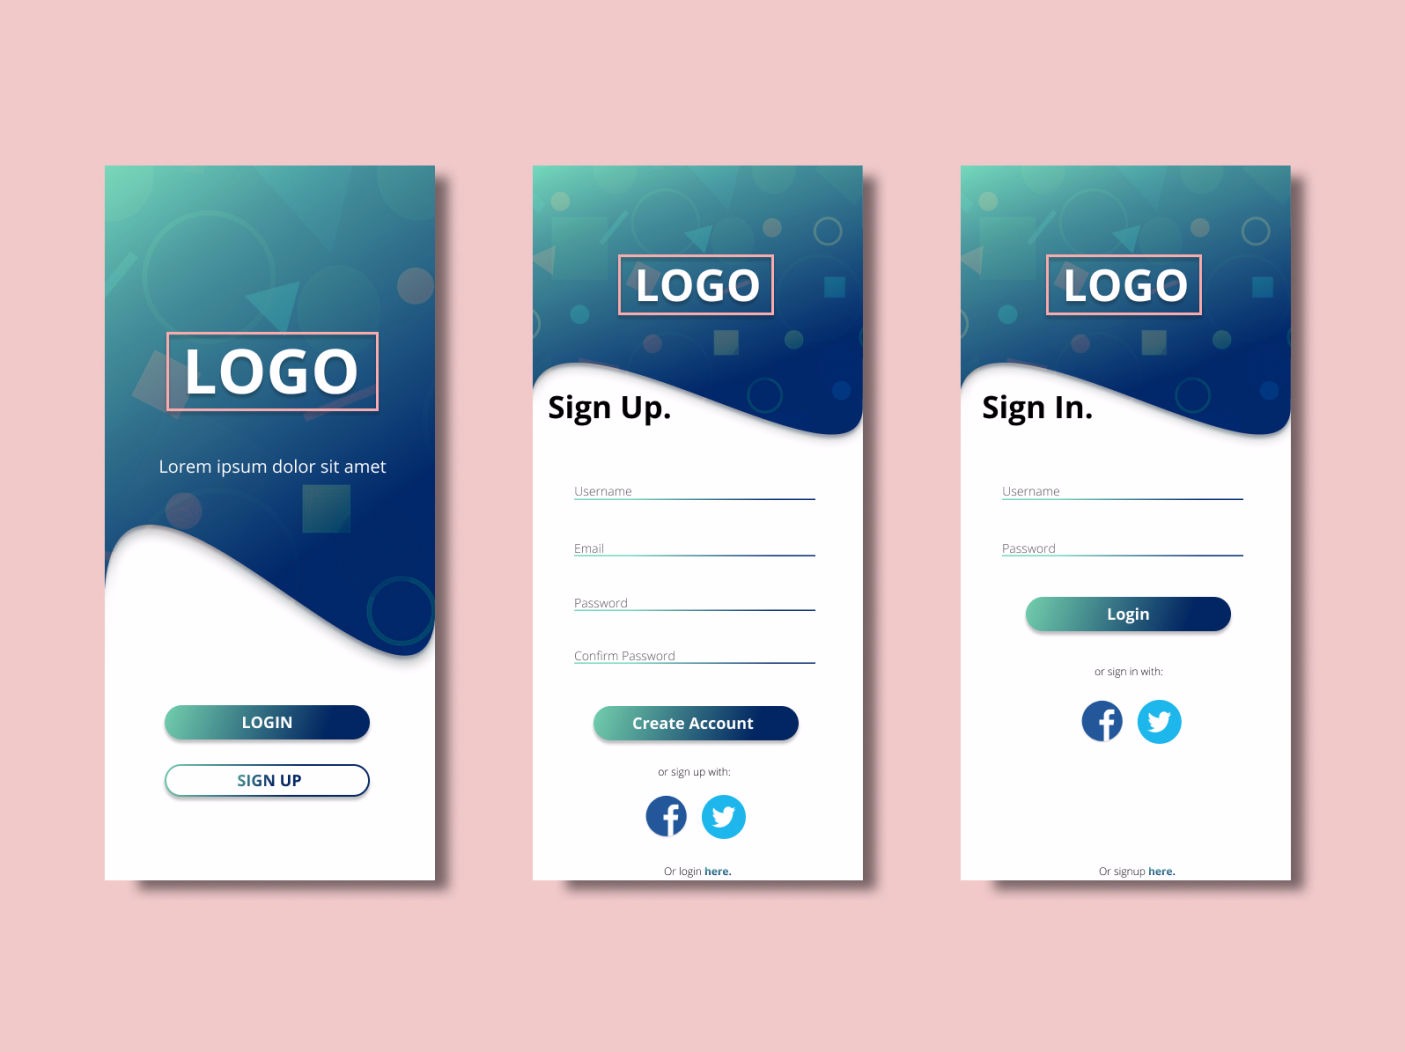 LOGO
Lorem ipsum dolor sit amet
LOGIN
SIGN UP
LOGO
Sign Up.
Username
Email
Password
Confirm Password
Create Account
or sign up with:
Or login here.
LOGO
Sign In.
Username
Password
Login
or sign in with:
Or signup here.